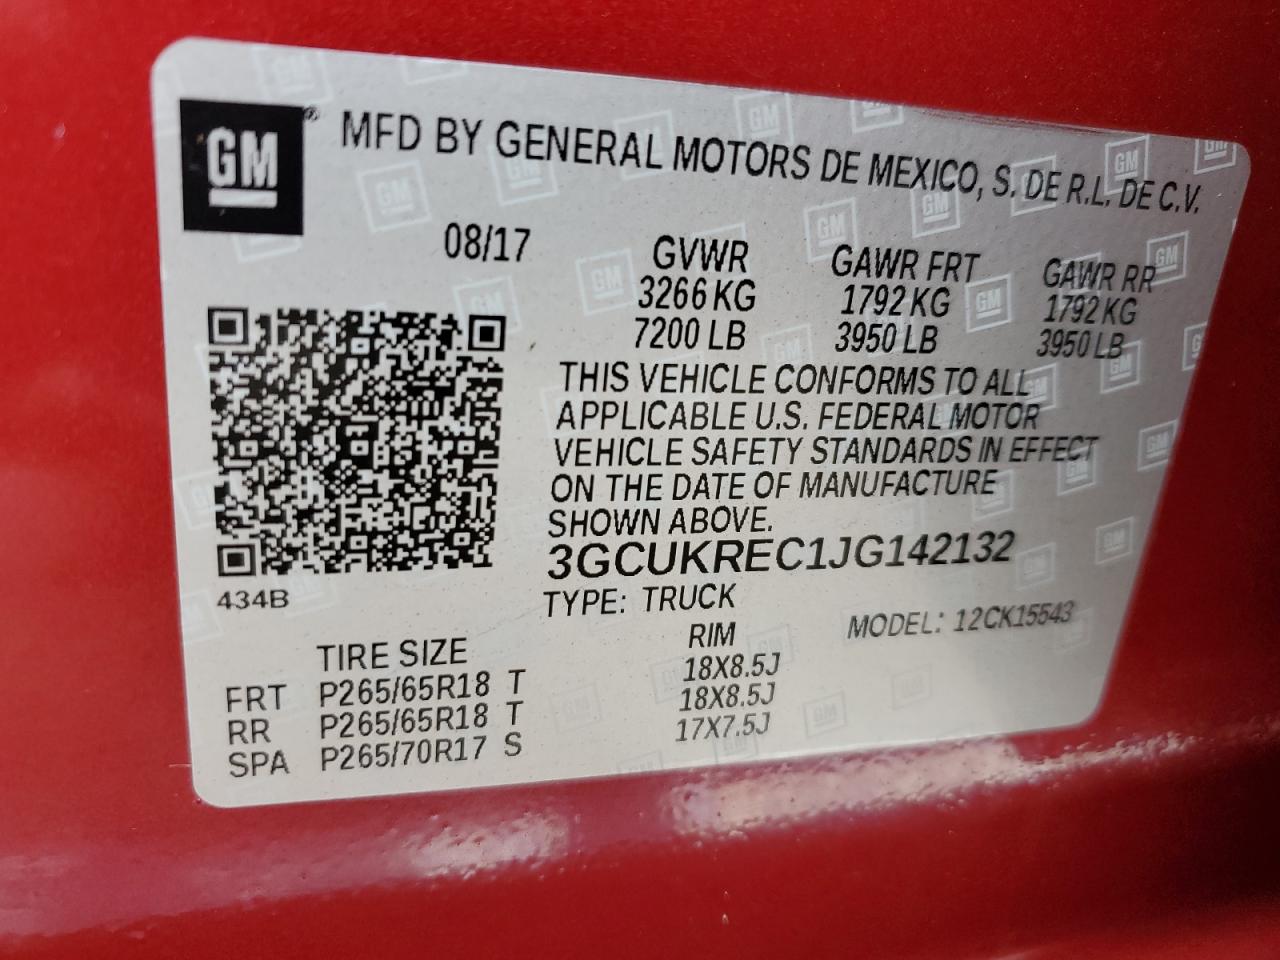 GM ® MFD BY GENERAL MOTORS DE MEXICO, S. DE R.L. DE C.V.
08/17
GVWR GAWR FRT GAWR RR
3266 KG 1792 KG 1792 KG
7200 LB 3950 LB 3950 LB
THIS VEHICLE CONFORMS TO ALL
APPLICABLE U.S. FEDERAL MOTOR
VEHICLE SAFETY STANDARDS IN EFFECT
ON THE DATE OF MANUFACTURE
SHOWN ABOVE.
3GCUKREC1JG142132
434B
TYPE: TRUCK
MODEL: 12CK15543
TIRE SIZE RIM
FRT P265/65R18 T 18X8.5J
RR P265/65R18 T 18X8.5J
SPA P265/70R17 S 17X7.5J